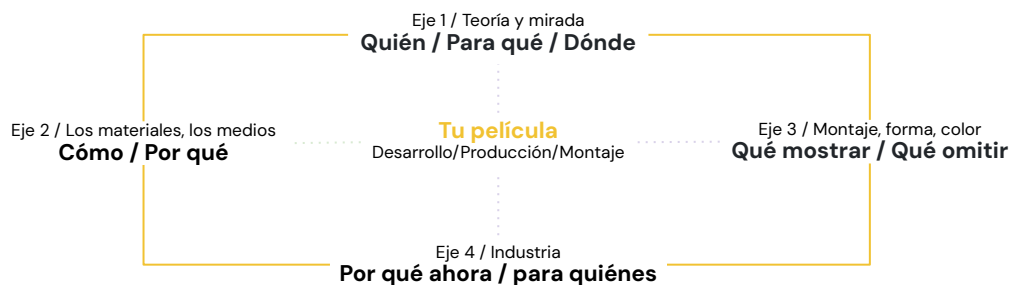 Eje 1 / Teoría y mirada
Quién / Para qué / Dónde
Eje 2 / Los materiales, los medios
Cómo / Por qué
Tu película
Desarrollo/Producción/Montaje
Eje 3 / Montaje, forma, color
Qué mostrar / Qué omitir
Eje 4 / Industria
Por qué ahora / para quiénes